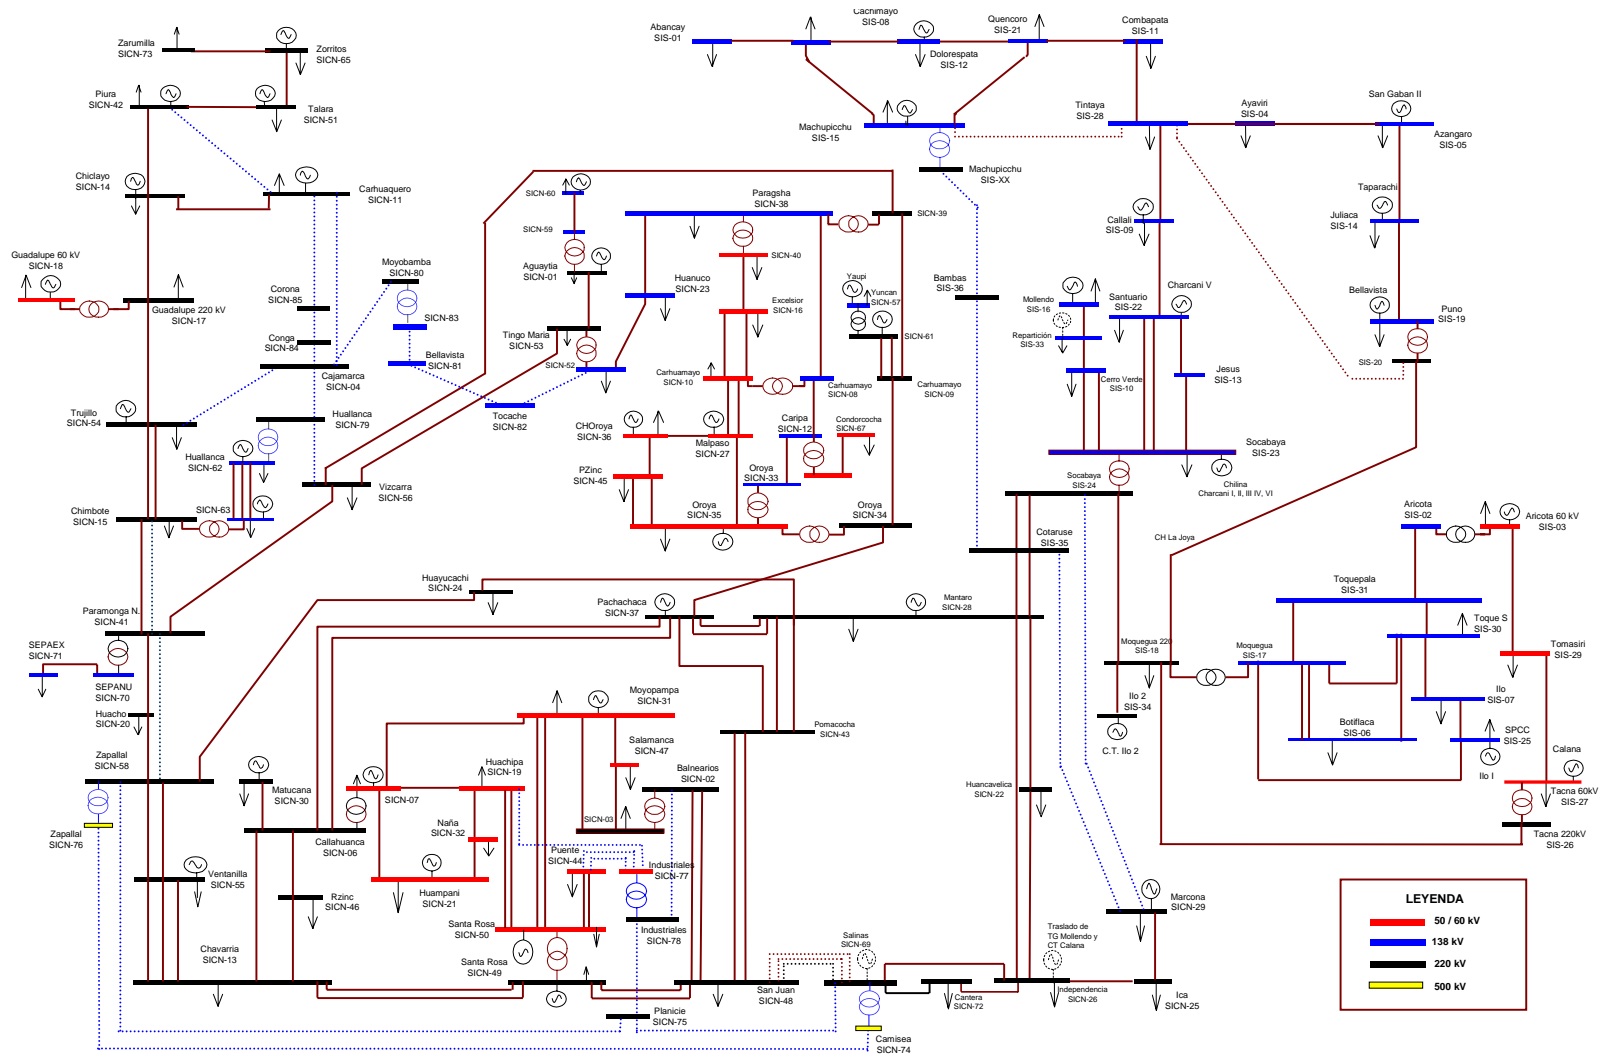 Zarumilla
SICN-73
Zorritos
SICN-65
Piura
SICN-42
Talara
SICN-51
Chiclayo
SICN-14
Carhuaquero
SICN-11
Guadalupe 60 kV
SICN-18
Guadalupe 220 kV
SICN-17
Corona
SICN-85
Conga
SICN-84
Cajamarca
SICN-04
Moyobamba
SICN-80
SICN-83
Bellavista
SICN-81
Tocache
SICN-82
Trujillo
SICN-54
Huallanca
SICN-79
Huallanca
SICN-62
SICN-63
Chimbote
SICN-15
Vizcarra
SICN-56
Paramonga N.
SICN-41
SEPAEX
SICN-71
SEPANU
SICN-70
Huacho
SICN-20
Zapallal
SICN-58
Zapallal
SICN-76
SICN-60
SICN-59
Aguaytia
SICN-01
Tingo Maria
SICN-53
SICN-52
Huanuco
SICN-23
Paragsha
SICN-38
SICN-39
SICN-40
Excelsior
SICN-16
Yaupi
Yuncan
SICN-57
SICN-61
Carhuamayo
SICN-10
Carhuamayo
SICN-08
Carhuamayo
SICN-09
CHOroya
SICN-36
Malpaso
SICN-27
Caripa
SICN-12
Condorcocha
SICN-67
PZinc
SICN-45
Oroya
SICN-33
Oroya
SICN-35
Oroya
SICN-34
Huayucachi
SICN-24
Pachachaca
SICN-37
Mantaro
SICN-28
Moyopampa
SICN-31
Salamanca
SICN-47
Balnearios
SICN-02
Pomacocha
SICN-43
Huancavelica
SICN-22
Matucana
SICN-30
SICN-07
Huachipa
SICN-19
Callahuanca
SICN-06
Naña
SICN-32
SICN-03
Puente
SICN-44
Industriales
SICN-77
Industriales
SICN-78
Ventanilla
SICN-55
Rzinc
SICN-46
Huampani
SICN-21
Santa Rosa
SICN-50
Santa Rosa
SICN-49
Chavarria
SICN-13
San Juan
SICN-48
Planicie
SICN-75
Salinas
SICN-69
Camisea
SICN-74
Cantera
SICN-72
Traslado de
TG Mollendo y
CT Calana
Independencia
SICN-26
Ica
SICN-25
Marcona
SICN-29
Abancay
SIS-01
Cachimayo
SIS-08
Dolorespata
SIS-12
Quencoro
SIS-21
Combapata
SIS-11
Machupicchu
SIS-15
Machupicchu
SIS-XX
Tintaya
SIS-28
Ayaviri
SIS-04
San Gaban II
Azangaro
SIS-05
Taparachi
Juliaca
SIS-14
Callali
SIS-09
Bambas
SIS-36
Mollendo
SIS-16
Repartición
SIS-33
Santuario
SIS-22
Charcani V
Cerro Verde
SIS-10
Jesus
SIS-13
Bellavista
Puno
SIS-19
SIS-20
Socabaya
SIS-23
Chilina
Charcani I, II, III IV, VI
Socabaya
SIS-24
Cotaruse
SIS-35
CH La Joya
Aricota
SIS-02
Aricota 60 kV
SIS-03
Toquepala
SIS-31
Toque S
SIS-30
Moquegua 220
SIS-18
Moquegua
SIS-17
Tomasiri
SIS-29
Ilo 2
SIS-34
C.T. Ilo 2
Ilo
SIS-07
Botiflaca
SIS-06
SPCC
SIS-25
Ilo I
Calana
Tacna 60kV
SIS-27
Tacna 220kV
SIS-26
LEYENDA
50 / 60 kV
138 kV
220 kV
500 kV